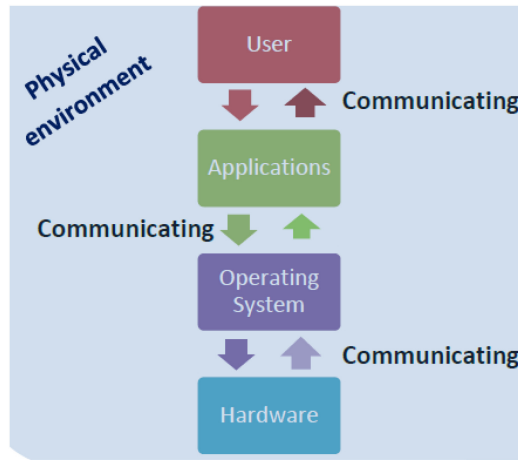 User
Physical
environment
Communicating
Applications
Communicating
Operating
System
Communicating
Hardware